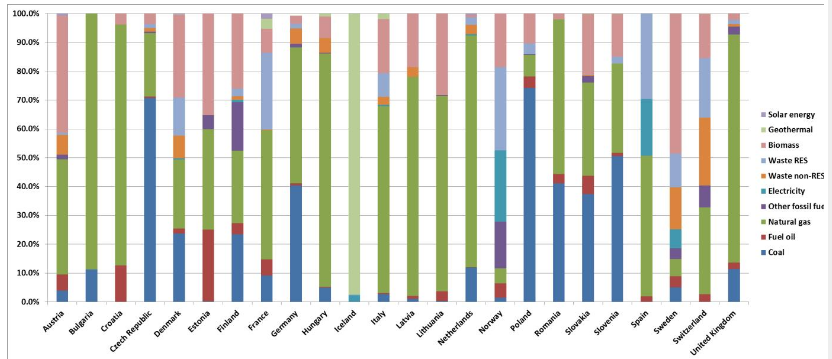 100.0%
90.0%
80.0%
70.0%
60.0%
50.0%
40.0%
30.0%
20.0%
10.0%
0.0%
Austria
Bulgaria
Croatia
Czech Republic
Denmark
Estonia
Finland
France
Germany
Hungary
Iceland
Italy
Latvia
Lithuania
Netherlands
Norway
Poland
Romania
Slovakia
Slovenia
Spain
Sweden
Switzerland
United Kingdom
Solar energy
Geothermal
Biomass
Waste RES
Waste non-RES
Electricity
Other fossil fue
Natural gas
Fuel oil
Coal